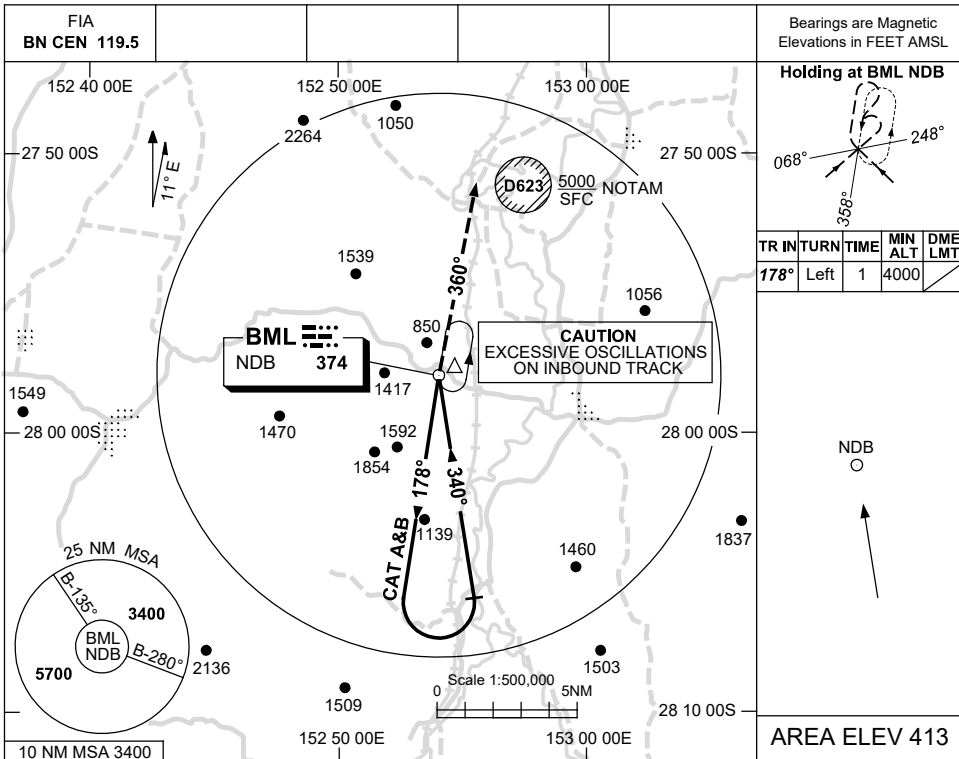 FIA
BN CEN 119.5
Bearings are Magnetic
Elevations in FEET AMSL
152 40 00E
152 50 00E
153 00 00E
Holding at BML NDB
068°
248°
358°
TR IN TURN TIME MIN ALT DME LMT
178° Left 1 4000
27 50 00S
27 50 00S
11° E
2264
1050
D623 5000 SFC NOTAM
1539
360°
1056
BML
NDB 374
850
CAUTION
EXCESSIVE OSCILLATIONS
ON INBOUND TRACK
1417
1549
1470
28 00 00S
28 00 00S
1592
1854
178°
340°
NDB
1139
CAT A&B
1837
1460
25 NM MSA
B-135°
3400
BML
NDB
B-280°
5700
2136
1503
1509
Scale 1:500,000
0 5NM
28 10 00S
152 50 00E
153 00 00E
10 NM MSA 3400
AREA ELEV 413